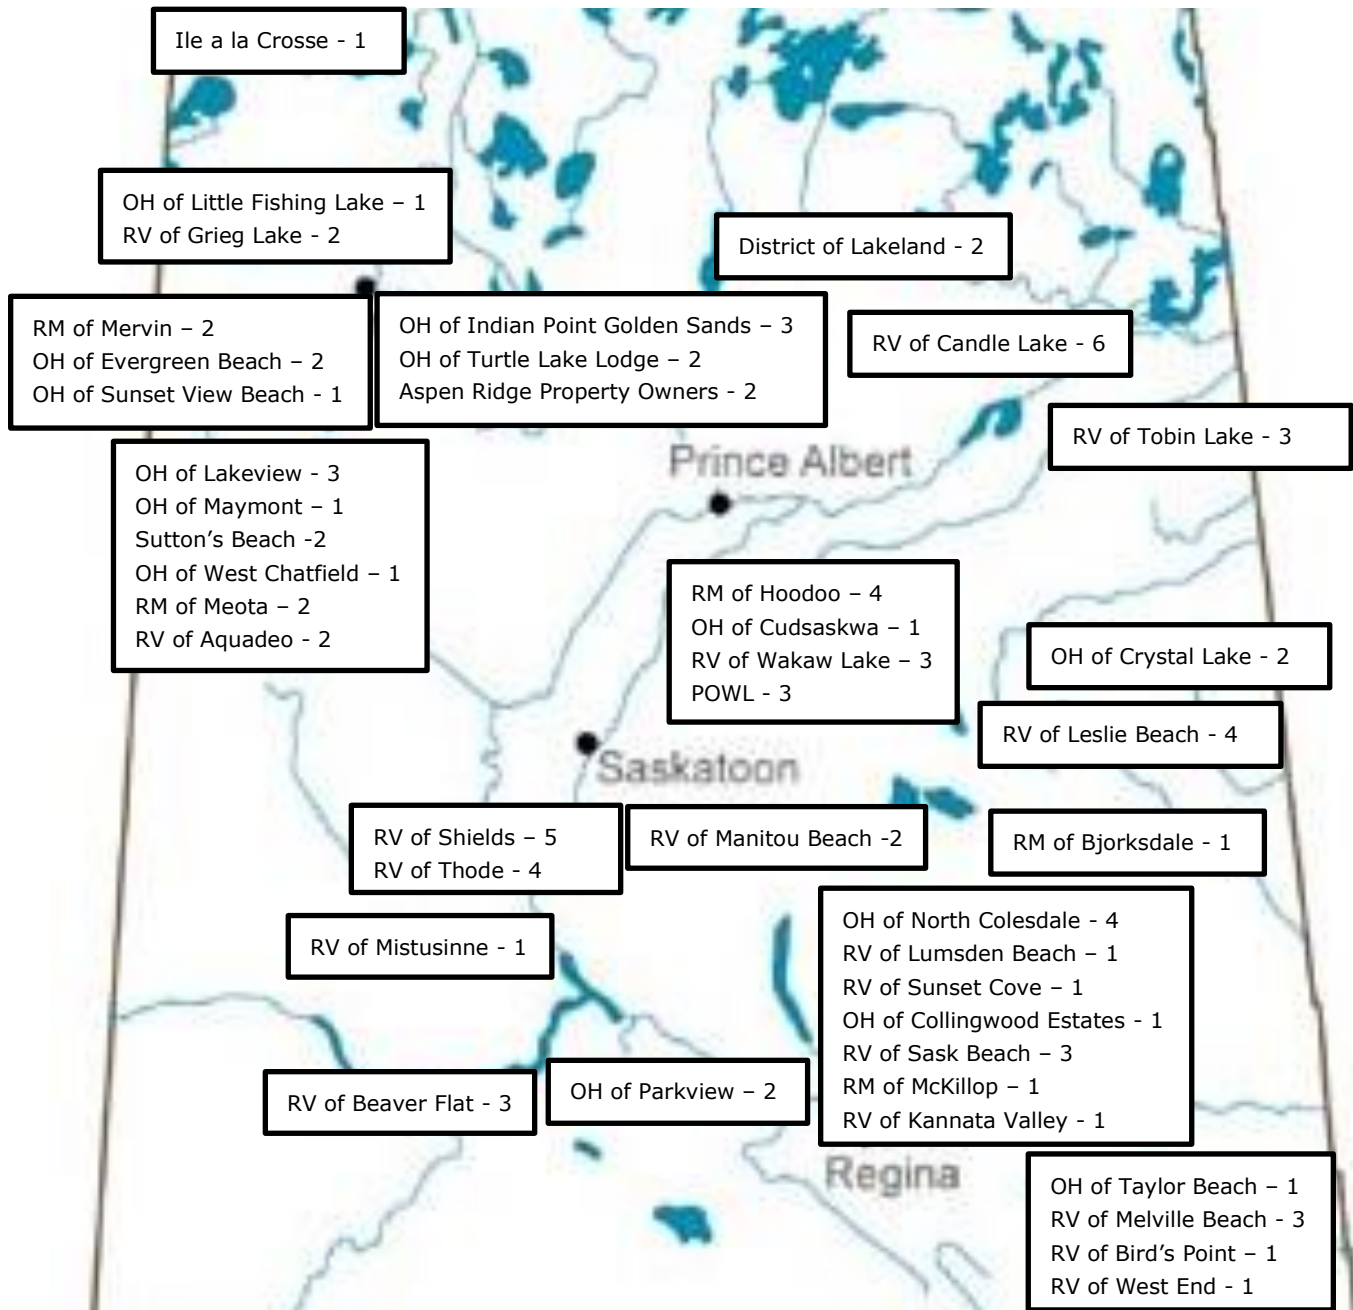 Ile a la Crosse - 1
OH of Little Fishing Lake – 1
RV of Grieg Lake - 2
District of Lakeland - 2
RM of Mervin – 2
OH of Evergreen Beach – 2
OH of Sunset View Beach - 1
OH of Indian Point Golden Sands – 3
OH of Turtle Lake Lodge – 2
Aspen Ridge Property Owners - 2
RV of Candle Lake - 6
RV of Tobin Lake - 3
Prince Albert
OH of Lakeview - 3
OH of Maymont - 1
Sutton’s Beach -2
OH of West Chatfield – 1
RM of Meota – 2
RV of Aquadeo - 2
RM of Hoodoo – 4
OH of Cudsaskwa – 1
RV of Wakaw Lake – 3
POWL - 3
OH of Crystal Lake - 2
RV of Leslie Beach - 4
Saskatoon
RV of Shields – 5
RV of Thode - 4
RV of Manitou Beach -2
RM of Bjorksdale - 1
RV of Mistusinne - 1
OH of North Colesdale - 4
RV of Lumsden Beach – 1
RV of Sunset Cove – 1
OH of Collingwood Estates - 1
RV of Sask Beach – 3
RM of McKillop – 1
RV of Kannata Valley - 1
RV of Beaver Flat - 3
OH of Parkview – 2
Regina
OH of Taylor Beach – 1
RV of Melville Beach - 3
RV of Bird’s Point – 1
RV of West End - 1